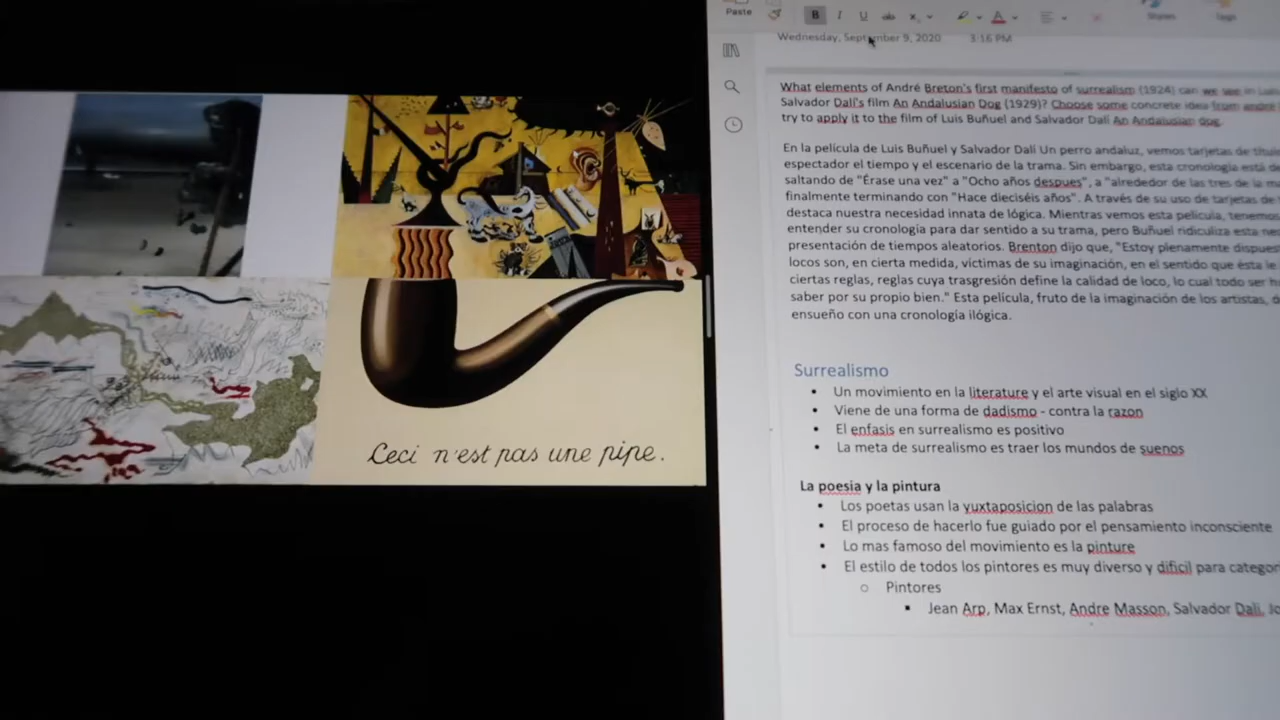 Ceci n'est pas une pipe.
Paste
B I U ab x
A
Styles
Tags
Wednesday, September 9, 2020 3:16 PM
What elements of André Breton's first manifesto of surrealism (1924) can we see in Luis
Salvador Dalí's film An Andalusian Dog (1929)? Choose some concrete idea from andré
try to apply it to the film of Luis Buñuel and Salvador Dalí An Andalusian dog.
En la película de Luis Buñuel y Salvador Dali Un perro andaluz, vemos tarjetas de título
espectador el tiempo y el escenario de la trama. Sin embargo, esta cronología está de
saltando de "Érase una vez" a "Ocho años despues", a "alrededor de las tres de la m
finalmente terminando con "Hace dieciséis años". A través de su uso de tarjetas de t
destaca nuestra necesidad innata de lógica. Mientras vemos esta película, tenemos
entender su cronología para dar sentido a su trama, pero Buñuel ridiculiza esta ne
presentación de tiempos aleatorios. Brenton dijo que, "Estoy plenamente dispues
locos son, en cierta medida, víctimas de su imaginación, en el sentido que ésta le
ciertas reglas, reglas cuya trasgresión define la calidad de loco, lo cual todo ser h
saber por su propio bien." Esta película, fruto de la imaginación de los artistas, d
ensueño con una cronología ilógica.
Surrealismo
• Un movimiento en la literature y el arte visual en el siglo XX
• Viene de una forma de dadismo - contra la razon
• El enfasis en surrealismo es positivo
• La meta de surrealismo es traer los mundos de suenos
La poesia y la pintura
• Los poetas usan la yuxtaposicion de las palabras
• El proceso de hacerlo fue guiado por el pensamiento inconsciente
• Lo mas famoso del movimiento es la pinture
• El estilo de todos los pintores es muy diverso y dificil para categor
○ Pintores
▪ Jean Arp, Max Ernst, Andre Masson, Salvador Dali, Jo